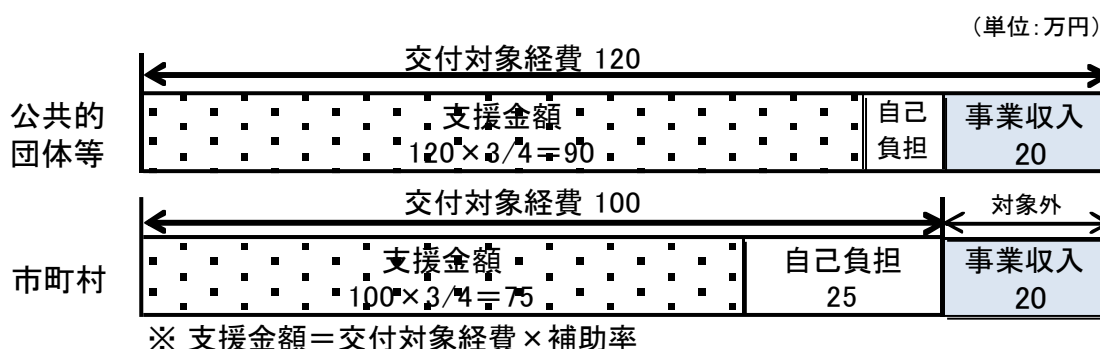 (単位:万円)
交付対象経費 120
公共的
団体等
支援金額
120×3/4=90
自己
負担
事業収入
20
交付対象経費 100
対象外
市町村
支援金額
100×3/4=75
自己負担
25
事業収入
20
※ 支援金額=交付対象経費×補助率